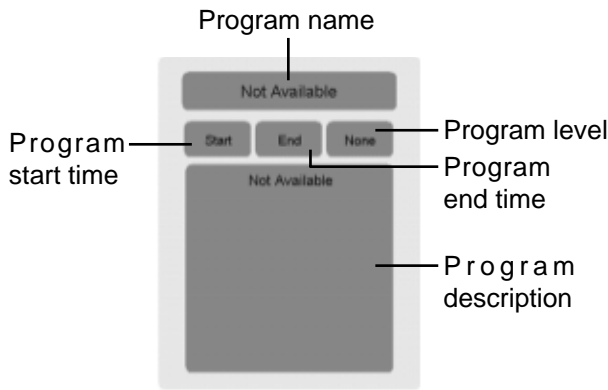 Program name
Not Available
Start End None
Program level
Program
start time
Program
end time
Not Available
Program
description